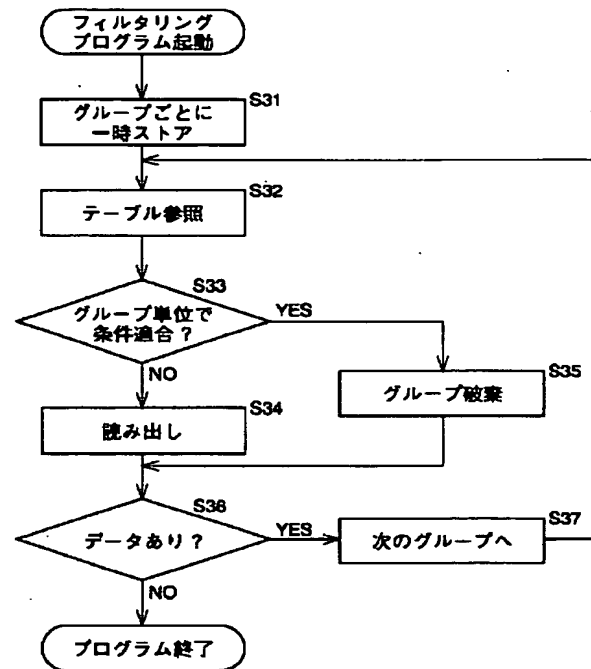 フィルタリング
プログラム起動
S31
グループごとに
一時ストア
S32
テーブル参照
S33
グループ単位で
条件適合?
YES
NO
S35
グループ破棄
S34
読み出し
S36
データあり?
YES
NO
S37
次のグループへ
プログラム終了